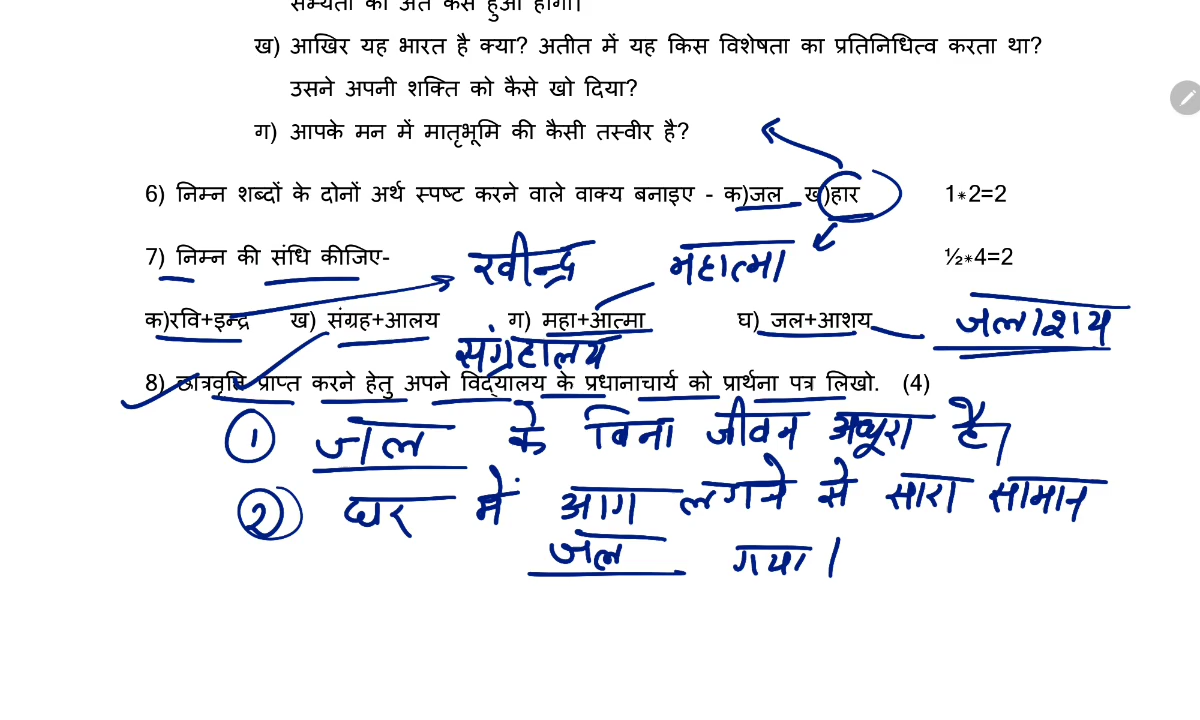 सभ्यता का अंत कैसे हुआ होगा।
ख) आखिर यह भारत है क्या? अतीत में यह किस विशेषता का प्रतिनिधित्व करता था?
उसने अपनी शक्ति को कैसे खो दिया?
ग) आपके मन में मातृभूमि की कैसी तस्वीर है?
6) निम्न शब्दों के दोनों अर्थ स्पष्ट करने वाले वाक्य बनाइए - क)जल ख)हार 1*2=2
7) निम्न की संधि कीजिए- रवीन्द्र महात्मा ½*4=2
क)रवि+इन्द्र ख) संग्रह+आलय ग) महा+आत्मा घ) जल+आशय जलाशय
संग्रहालय
8) छात्रवृत्ति प्राप्त करने हेतु अपने विद्यालय के प्रधानाचार्य को प्रार्थना पत्र लिखो. (4)
1 जल के बिना जीवन अधूरा है।
2 घर में आग लगने से सारा सामान
जल गया।